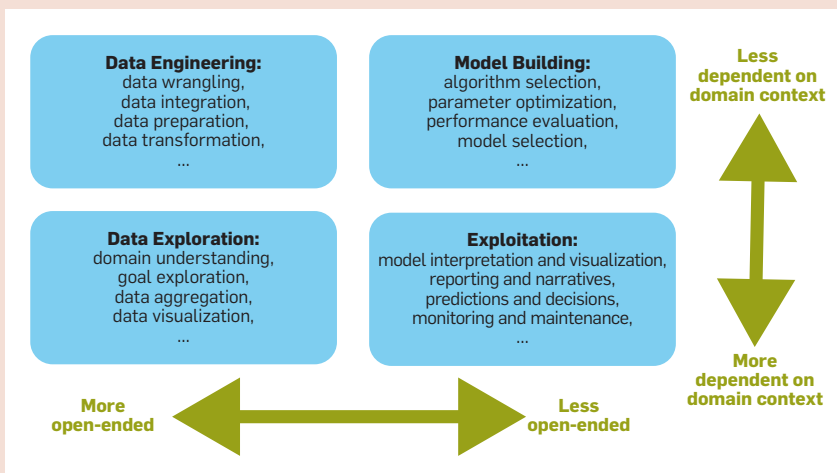 Data Engineering:
data wrangling,
data integration,
data preparation,
data transformation,
...
Model Building:
algorithm selection,
parameter optimization,
performance evaluation,
model selection,
...
Less
dependent on
domain context
Data Exploration:
domain understanding,
goal exploration,
data aggregation,
data visualization,
...
Exploitation:
model interpretation and visualization,
reporting and narratives,
predictions and decisions,
monitoring and maintenance,
...
More
dependent on
domain context
More
open-ended
Less
open-ended